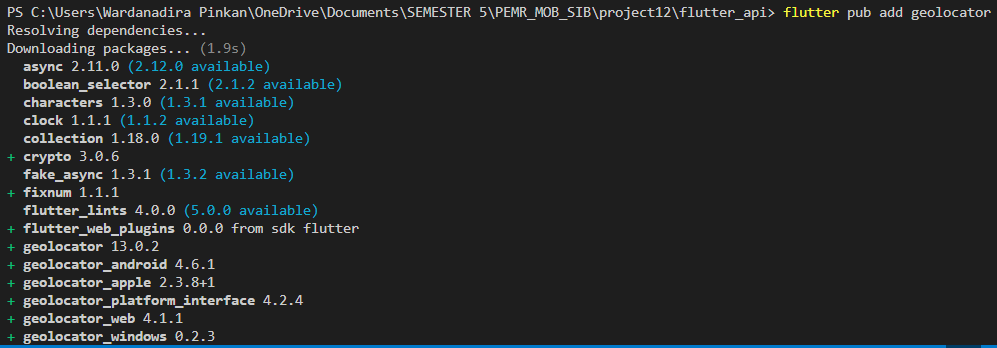 PS C:\Users\Wardanadira Pinkan\OneDrive\Documents\SEMESTER 5\PEMR_MOB_SIB\project12\flutter_api> flutter pub add geolocator
Resolving dependencies...
Downloading packages... (1.9s)
  async 2.11.0 (2.12.0 available)
  boolean_selector 2.1.1 (2.1.2 available)
  characters 1.3.0 (1.3.1 available)
  clock 1.1.1 (1.1.2 available)
  collection 1.18.0 (1.19.1 available)
+ crypto 3.0.6
  fake_async 1.3.1 (1.3.2 available)
+ fixnum 1.1.1
  flutter_lints 4.0.0 (5.0.0 available)
+ flutter_web_plugins 0.0.0 from sdk flutter
+ geolocator 13.0.2
+ geolocator_android 4.6.1
+ geolocator_apple 2.3.8+1
+ geolocator_platform_interface 4.2.4
+ geolocator_web 4.1.1
+ geolocator_windows 0.2.3